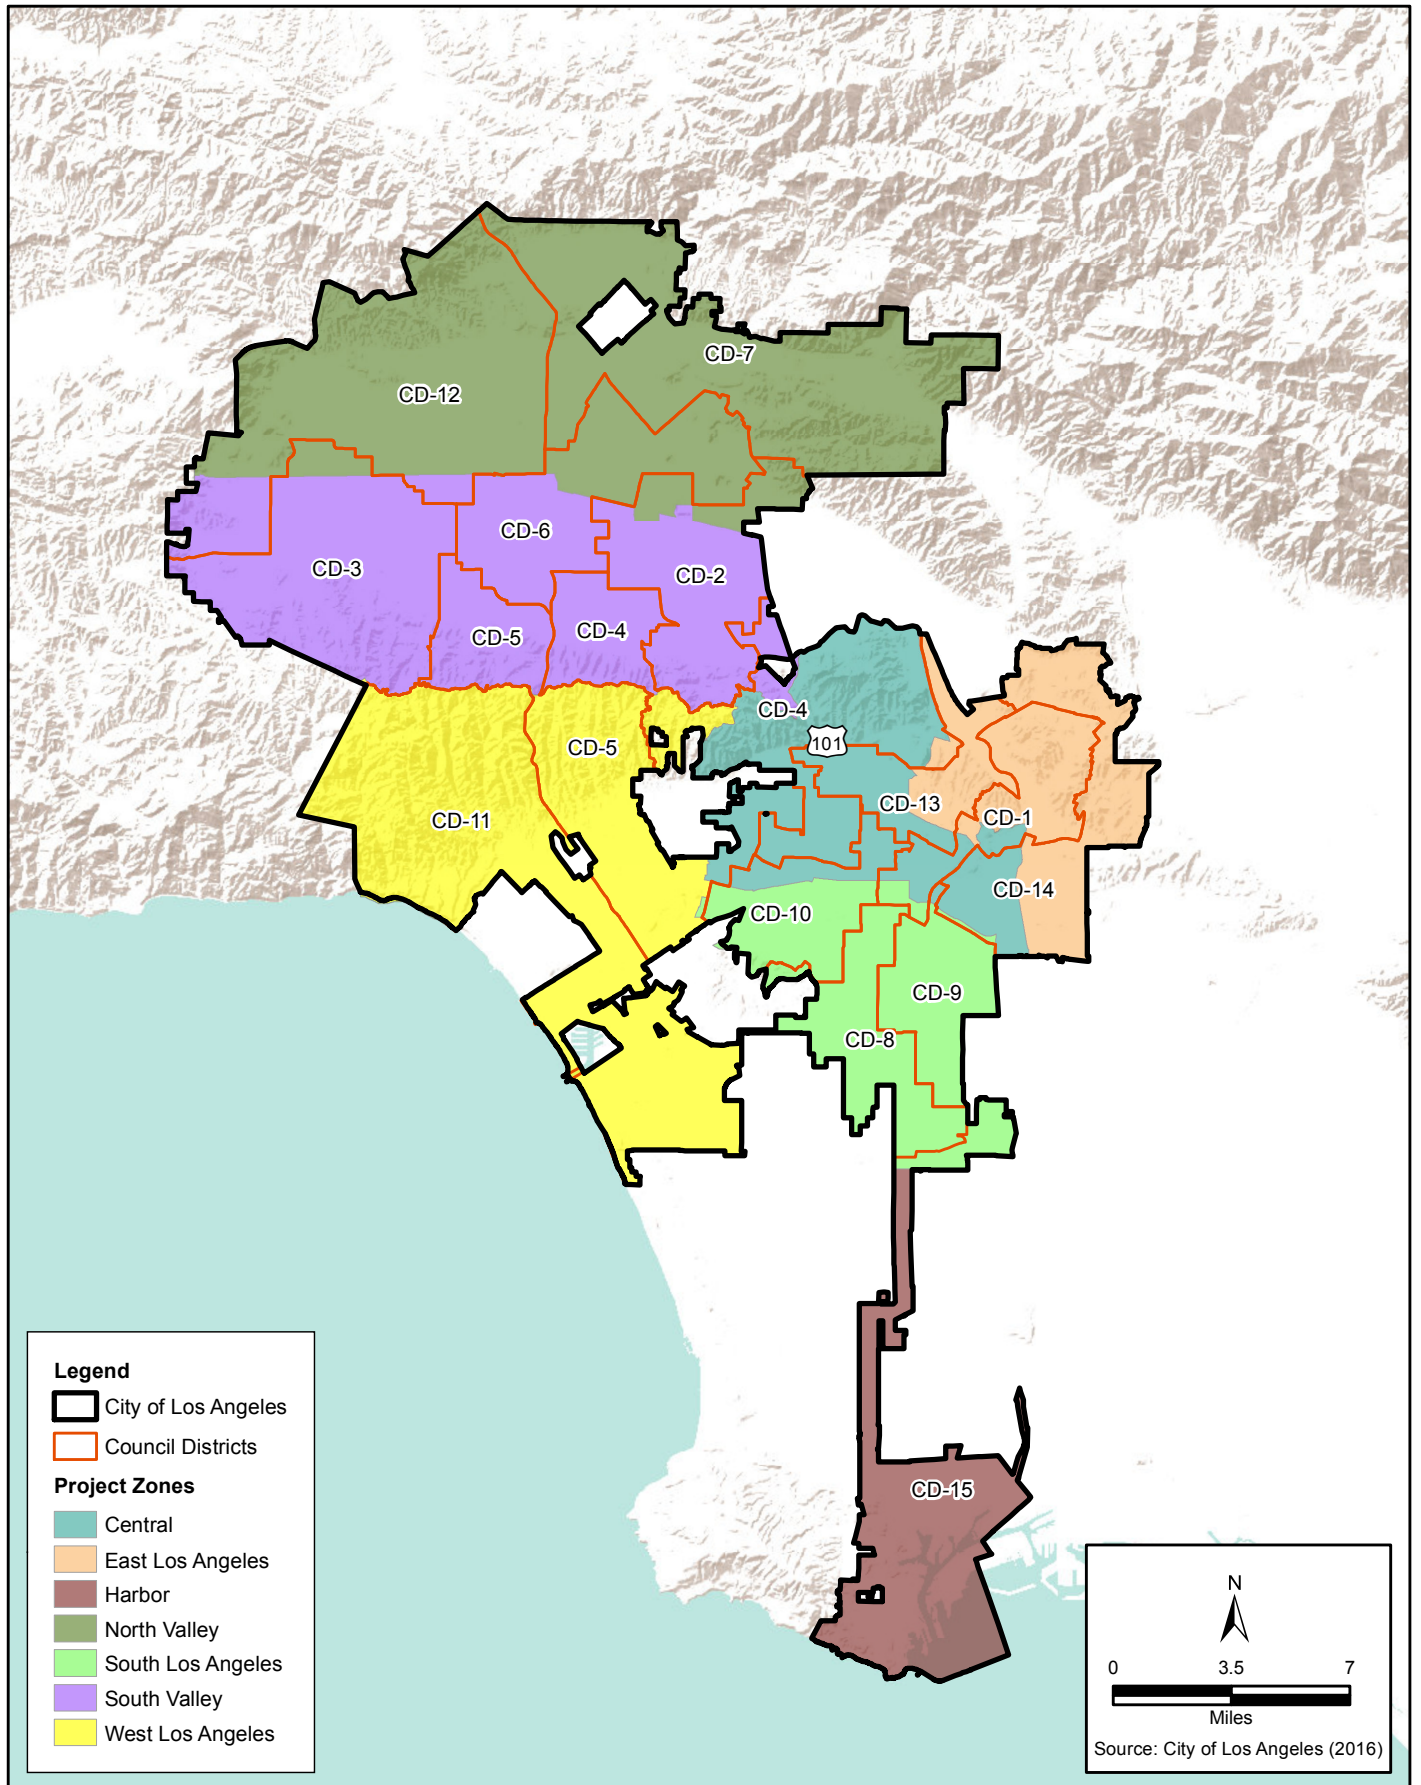 CD-7
CD-12
CD-6
CD-3
CD-2
CD-5
CD-4
CD-4
CD-5
101
CD-13
CD-11
CD-1
CD-14
CD-10
CD-9
CD-8
CD-15
Legend
City of Los Angeles
Council Districts
Project Zones
Central
East Los Angeles
Harbor
North Valley
South Los Angeles
South Valley
West Los Angeles
N
0 3.5 7
Miles
Source: City of Los Angeles (2016)